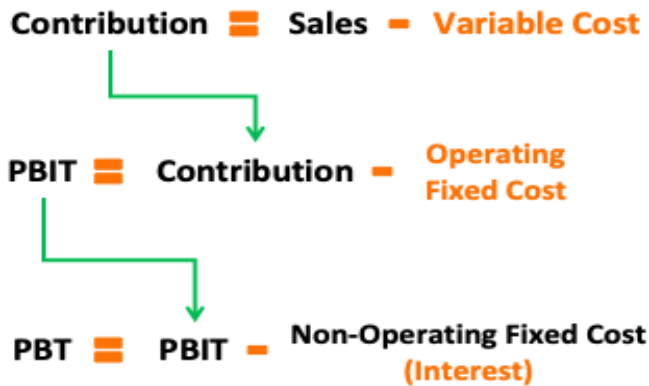 Contribution = Sales - Variable Cost
PBIT = Contribution - Operating
Fixed Cost
PBT = PBIT - Non-Operating Fixed Cost
(Interest)